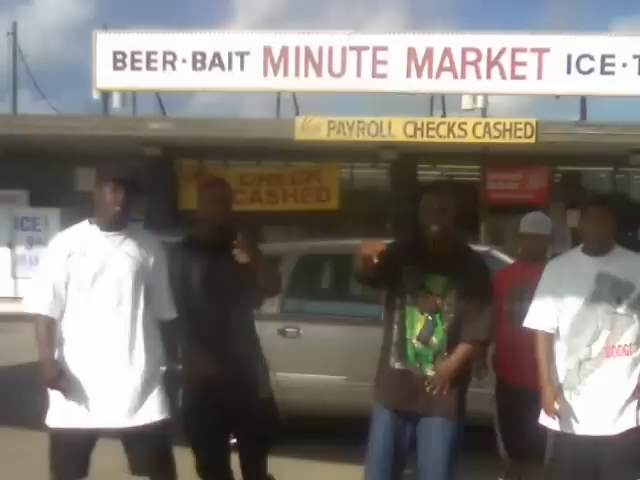 BEER·BAIT MINUTE MARKET ICE·T
PAYROLL CHECKS CASHED
CHECK
CASHED
ICE